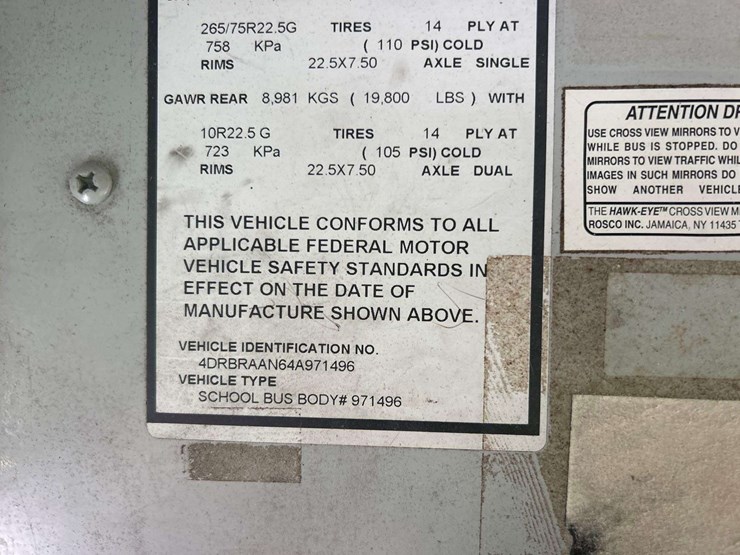 265/75R22.5G TIRES 14 PLY AT
758 KPa ( 110 PSI) COLD
RIMS 22.5X7.50 AXLE SINGLE
GAWR REAR 8,981 KGS ( 19,800 LBS ) WITH
10R22.5 G TIRES 14 PLY AT
723 KPa ( 105 PSI) COLD
RIMS 22.5X7.50 AXLE DUAL
THIS VEHICLE CONFORMS TO ALL
APPLICABLE FEDERAL MOTOR
VEHICLE SAFETY STANDARDS IN
EFFECT ON THE DATE OF
MANUFACTURE SHOWN ABOVE.
VEHICLE IDENTIFICATION NO.
4DRBRAAN64A971496
VEHICLE TYPE
SCHOOL BUS BODY# 971496
ATTENTION
USE CROSS VIEW MIRRORS TO
WHILE BUS IS STOPPED. DO
MIRRORS TO VIEW TRAFFIC
IMAGES IN SUCH MIRRORS DO
SHOW ANOTHER
THE HAWK-EYE™ CROSS VIEW
ROSCO INC. JAMAICA, NY 11435